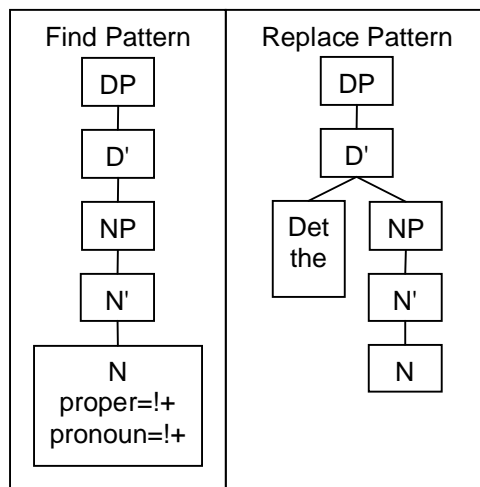 Find Pattern
DP
D'
NP
N'
N
proper=!+
pronoun=!+
Replace Pattern
DP
D'
Det
the
NP
N'
N